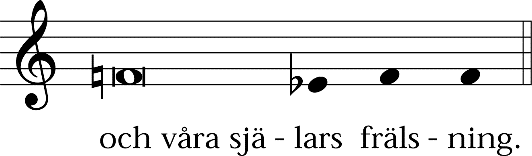 och våra sjä - lars fräls - ning.